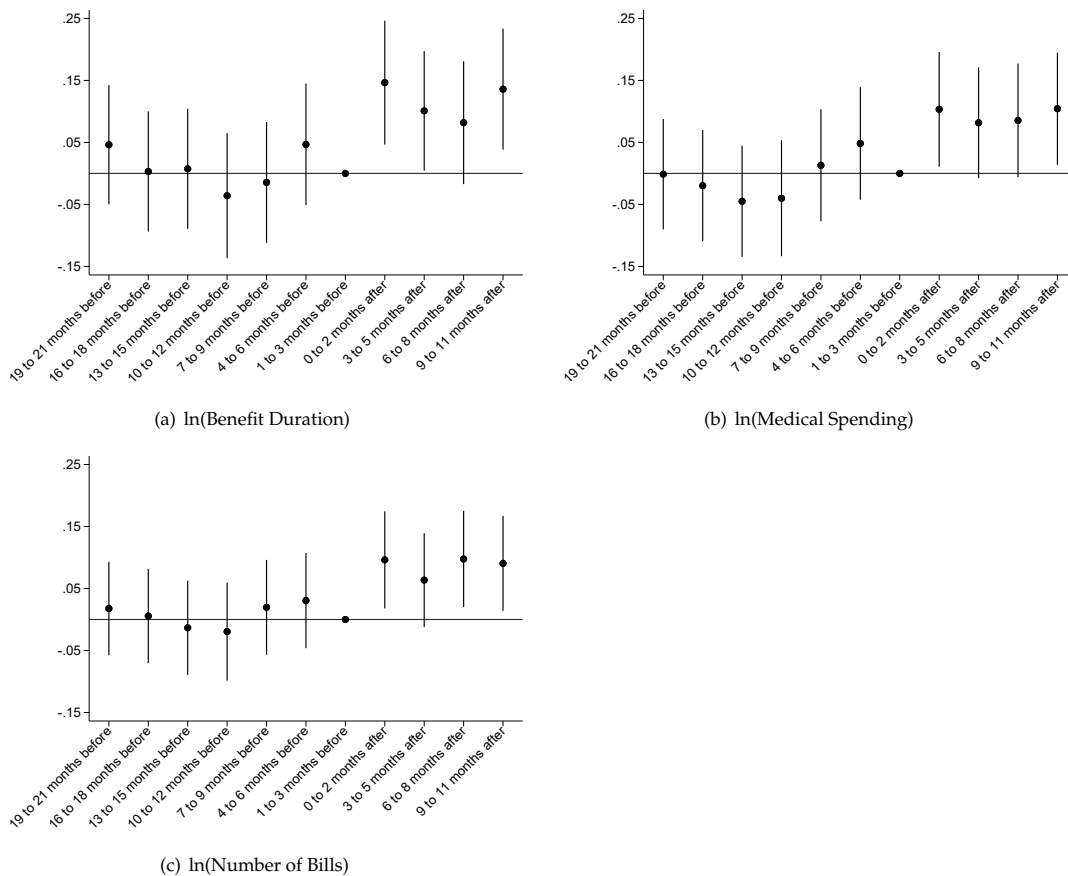 .25
.15
.05
-.05
-.15
19 to 21 months before
16 to 18 months before
13 to 15 months before
10 to 12 months before
7 to 9 months before
4 to 6 months before
1 to 3 months before
0 to 2 months after
3 to 5 months after
6 to 8 months after
9 to 11 months after
(a) ln(Benefit Duration)
.25
.15
.05
-.05
-.15
19 to 21 months before
16 to 18 months before
13 to 15 months before
10 to 12 months before
7 to 9 months before
4 to 6 months before
1 to 3 months before
0 to 2 months after
3 to 5 months after
6 to 8 months after
9 to 11 months after
(b) ln(Medical Spending)
.25
.15
.05
-.05
-.15
19 to 21 months before
16 to 18 months before
13 to 15 months before
10 to 12 months before
7 to 9 months before
4 to 6 months before
1 to 3 months before
0 to 2 months after
3 to 5 months after
6 to 8 months after
9 to 11 months after
(c) ln(Number of Bills)